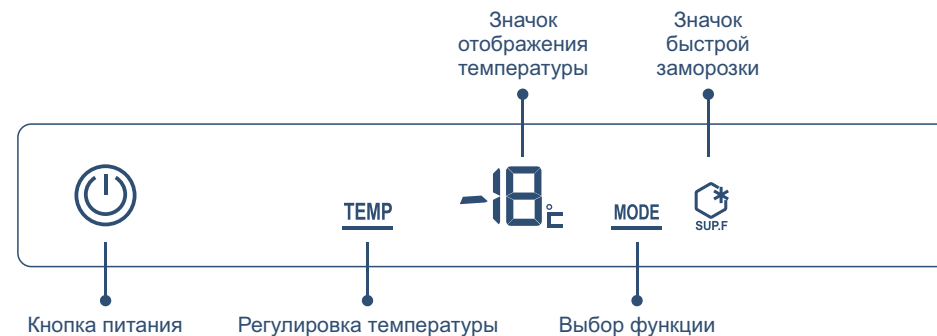 Значок
отображения
температуры
Значок
быстрой
заморозки
TEMP
-18°C
MODE
SUP.F
Кнопка питания
Регулировка температуры
Выбор функции